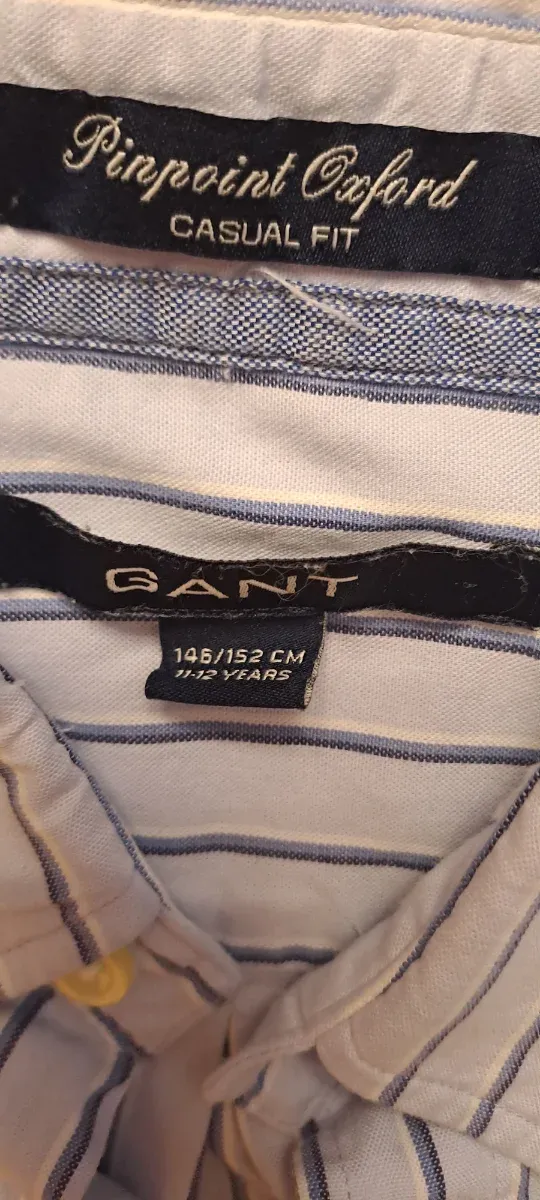 Pinpoint Oxford
CASUAL FIT
GANT
146/152 CM
11-12 YEARS